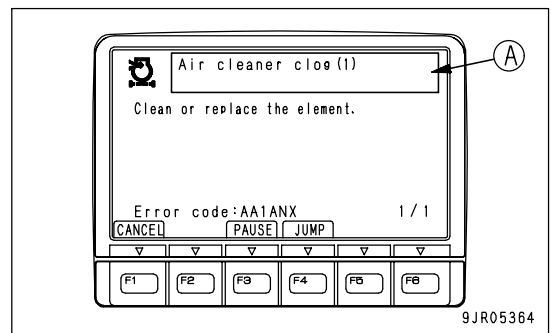 Air cleaner clog(1)
A
Clean or replace the element.
Error code:AA1ANX 1/1
CANCEL PAUSE JUMP
F1 F2 F3 F4 F5 F6
9JR05364